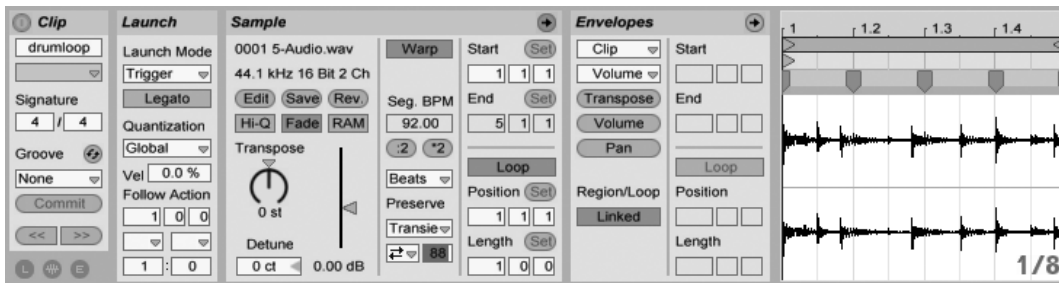 Clip
drumloop
Signature
4 / 4
Groove
None
Commit
<< >>
L E
Launch
Launch Mode
Trigger
Legato
Quantization
Global
Vel 0.0 %
Follow Action
1 0 0
1 : 0
Sample
0001 5-Audio.wav
44.1 kHz 16 Bit 2 Ch
Edit Save Rev.
Hi-Q Fade RAM
Transpose
0 st
Detune
0 ct 0.00 dB
Warp
Seg. BPM
92.00
:2 *2
Beats
Preserve
Transie
88
Start Set
1 1 1
End Set
5 1 1
Loop
Position Set
1 1 1
Length Set
1 0 0
Envelopes
Clip
Volume
Transpose
Volume
Pan
Region/Loop
Linked
Start
End
Loop
Position
Length
1 1.2 1.3 1.4
1/8